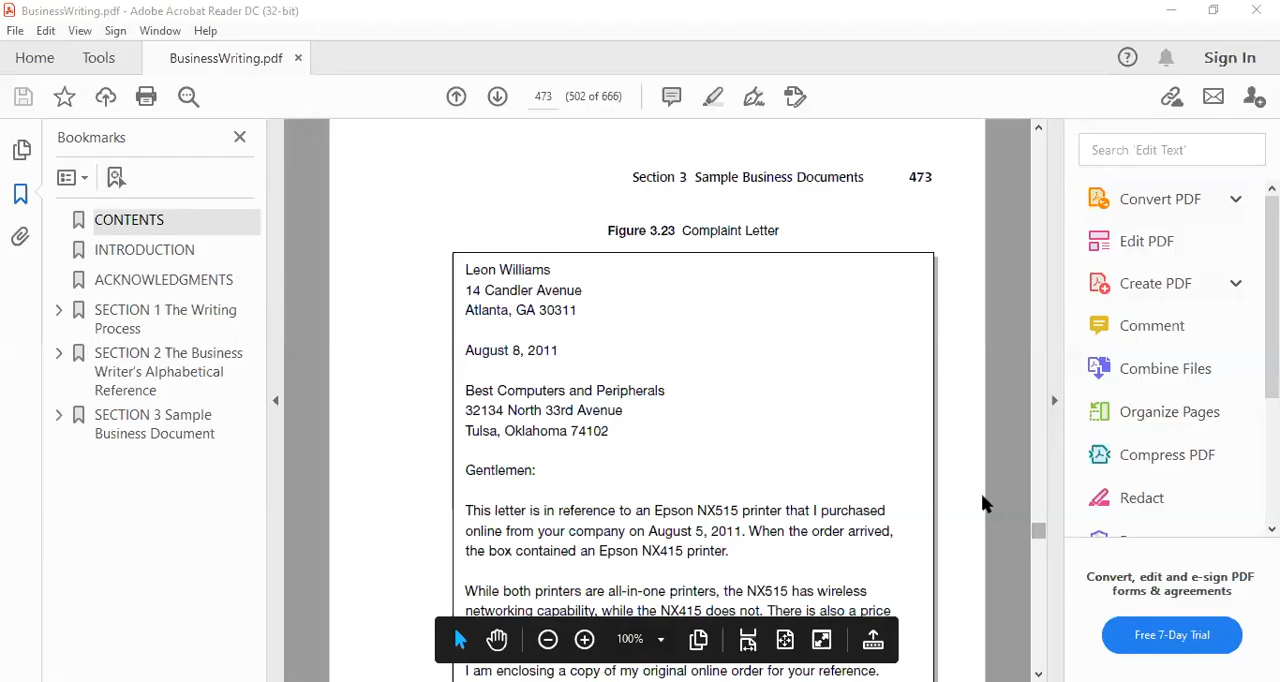 BusinessWriting.pdf - Adobe Acrobat Reader DC (32-bit)
File Edit View Sign Window Help
Home Tools BusinessWriting.pdf × Sign In
473 (502 of 666)
Bookmarks
CONTENTS
INTRODUCTION
ACKNOWLEDGMENTS
SECTION 1 The Writing
Process
SECTION 2 The Business
Writer's Alphabetical
Reference
SECTION 3 Sample
Business Document
Section 3 Sample Business Documents 473
Figure 3.23 Complaint Letter
Leon Williams
14 Candler Avenue
Atlanta, GA 30311
August 8, 2011
Best Computers and Peripherals
32134 North 33rd Avenue
Tulsa, Oklahoma 74102
Gentlemen:
This letter is in reference to an Epson NX515 printer that I purchased
online from your company on August 5, 2011. When the order arrived,
the box contained an Epson NX415 printer.
While both printers are all-in-one printers, the NX515 has wireless
networking capability, while the NX415 does not. There is also a price
100%
I am enclosing a copy of my original online order for your reference.
Search 'Edit Text'
Convert PDF
Edit PDF
Create PDF
Comment
Combine Files
Organize Pages
Compress PDF
Redact
Convert, edit and e-sign PDF
forms & agreements
Free 7-Day Trial